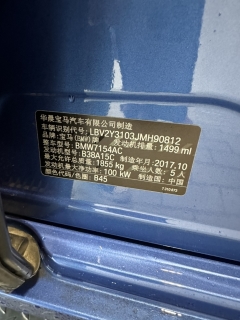 华晨宝马汽车有限公司制造
车辆识别代号: LBV2Y3103JMH90812
宝马(BMW)牌 发动机排量: 1499 ml
整车型号: BMW7154AC
发动机型号: B38A15C 制造年月: 2017.10
最大允许总质量: 1855 kg 乘坐人数: 5人
发动机最大净功率: 100 kW 制造国: 中国
颜色代码: B45